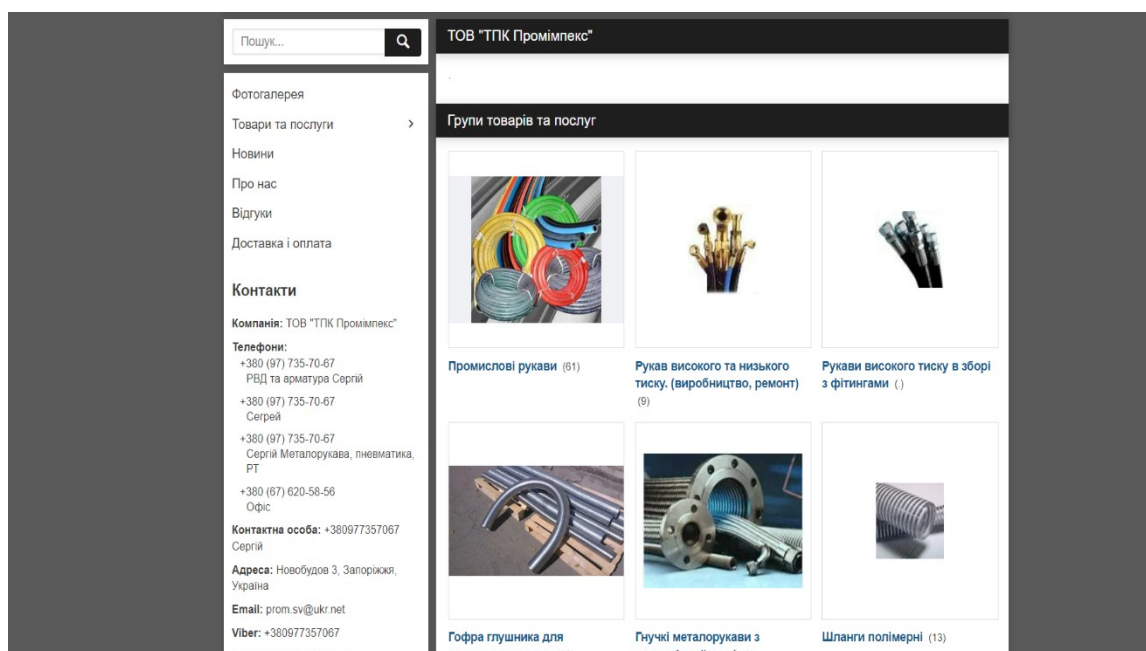 Пошук...
Фотогалерея
Товари та послуги
Новини
Про нас
Відгуки
Доставка і оплата
Контакти
Компанія: ТОВ "ТПК Промімпекс"
Телефони:
+380 (97) 735-70-67
РВД та арматура Сергій
+380 (97) 735-70-67
Сегрей
+380 (97) 735-70-67
Сергій Металорукава, пневматика,
РТ
+380 (67) 620-58-56
Офіс
Контактна особа: +380977357067
Сергій
Адреса: Новобудов 3, Запоріжжя,
Україна
Email: prom.sv@ukr.net
Viber: +380977357067
ТОВ "ТПК Промімпекс"
.
Групи товарів та послуг
Промислові рукави (61)
Рукав високого та низького
тиску. (виробництво, ремонт)
(9)
Рукави високого тиску в зборі
з фітингами (.)
Гофра глушника для
Гнучкі металорукави з
Шланги полімерні (13)